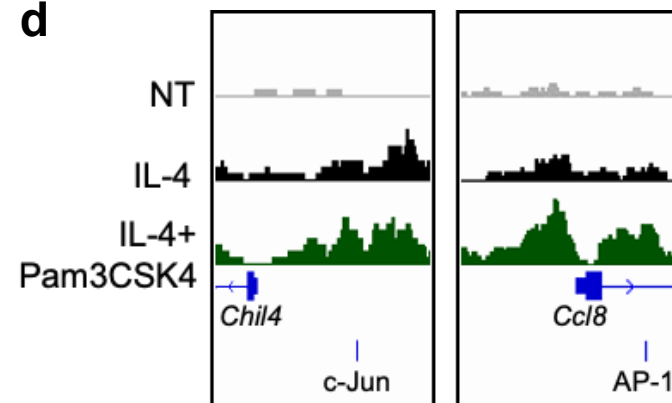 d
NT
IL-4
IL-4+
Pam3CSK4
Chil4
Ccl8
c-Jun
AP-1